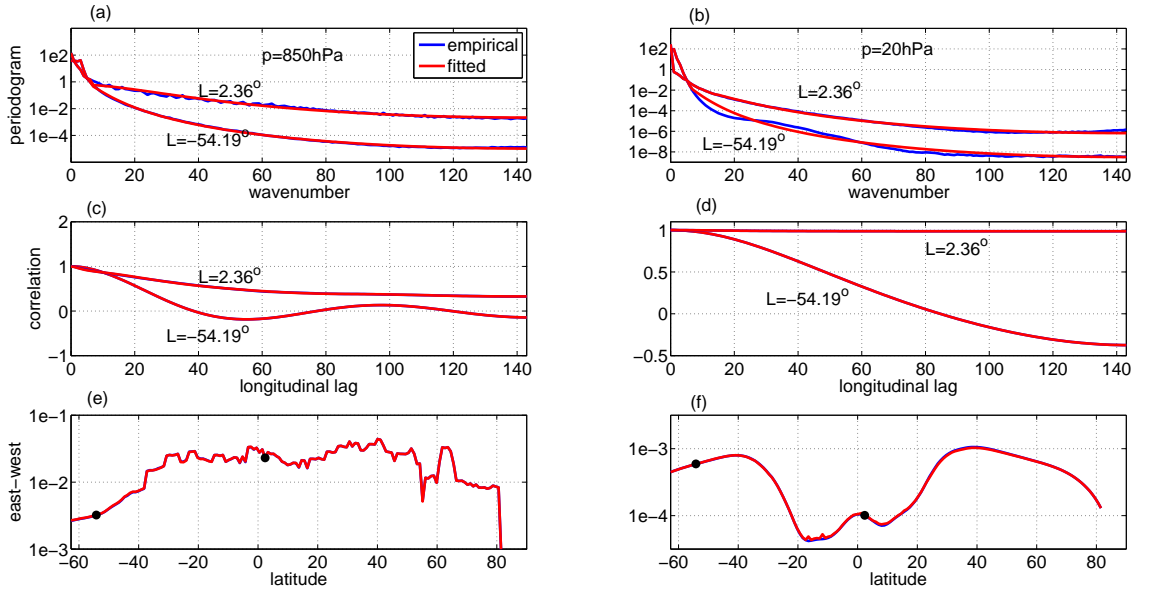 (a)
periodogram
1e2
1
1e-2
1e-4
p=850hPa
empirical
fitted
L=2.36°
L=-54.19°
0 20 40 60 80 100 120 140
wavenumber
(b)
1e2
1
1e-2
1e-4
1e-6
1e-8
p=20hPa
L=2.36°
L=-54.19°
0 20 40 60 80 100 120 140
wavenumber
(c)
correlation
2
1
0
-1
L=2.36°
L=-54.19°
0 20 40 60 80 100 120 140
longitudinal lag
(d)
1
0.5
0
-0.5
L=2.36°
L=-54.19°
0 20 40 60 80 100 120 140
longitudinal lag
(e)
east-west
1e-1
1e-2
1e-3
-60 -40 -20 0 20 40 60 80
latitude
(f)
1e-3
1e-4
-60 -40 -20 0 20 40 60 80
latitude